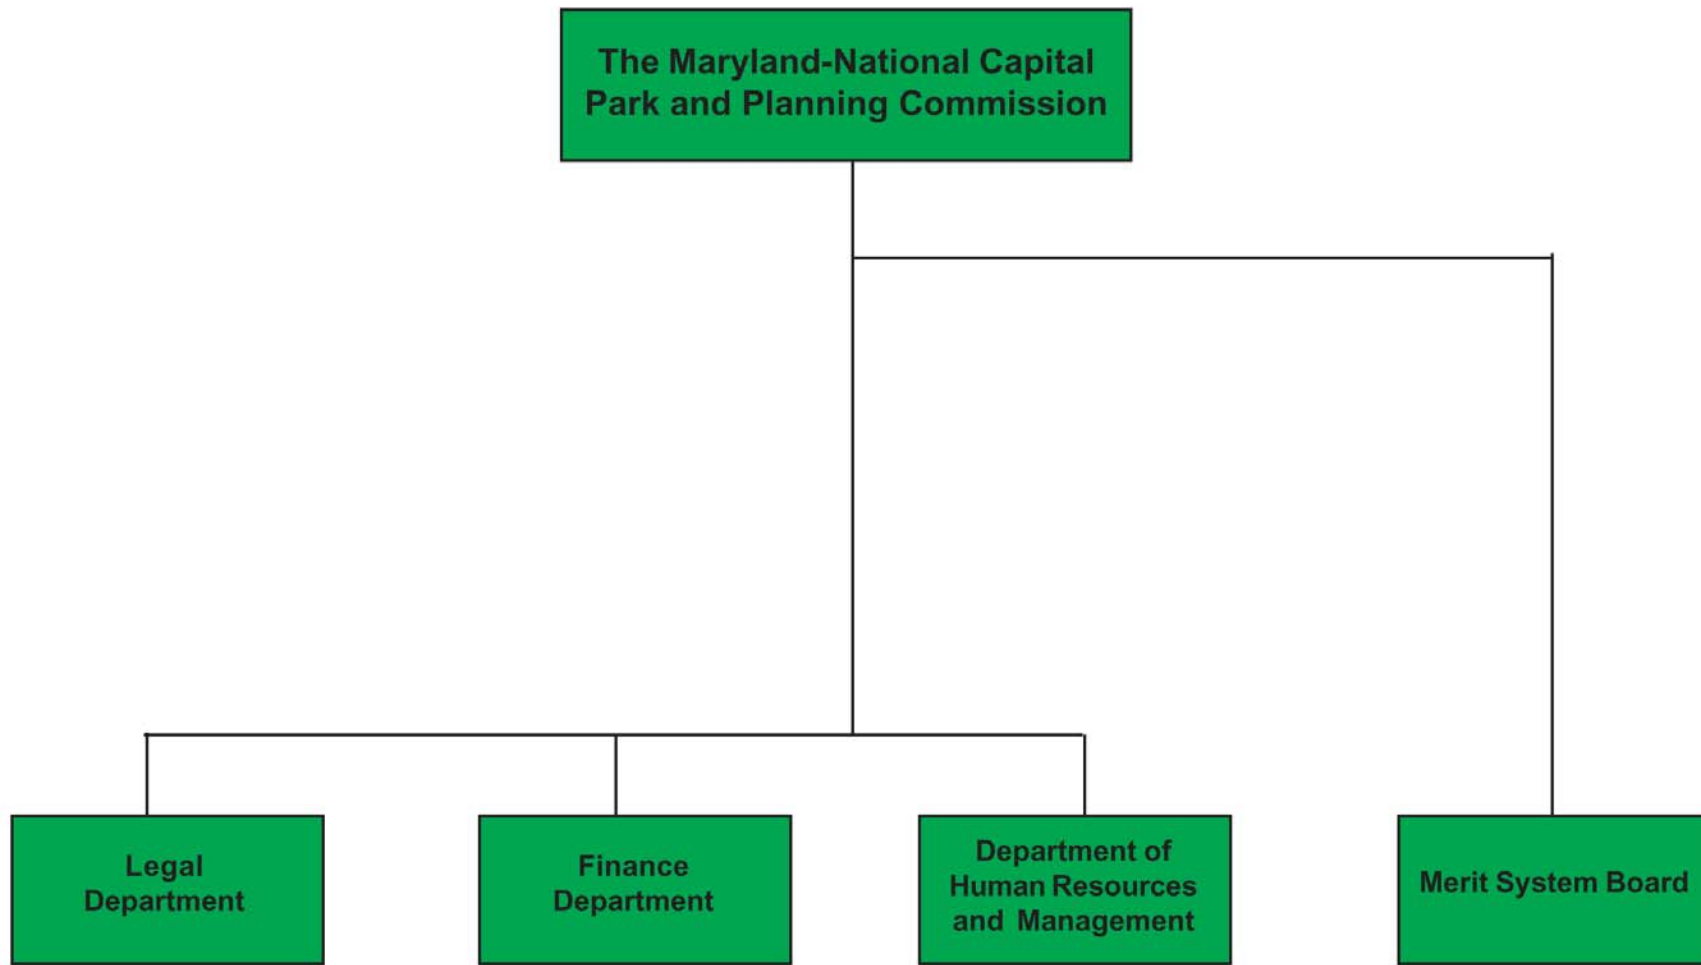 The Maryland-National Capital
Park and Planning Commission
Legal
Department
Finance
Department
Department of
Human Resources
and Management
Merit System Board